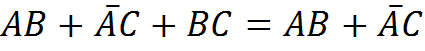 AB + ĀC + BC = AB + ĀC